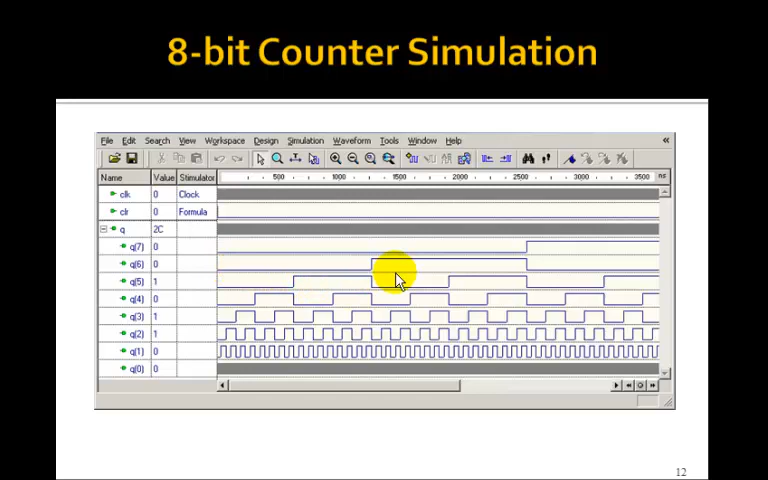 8-bit Counter Simulation
File Edit Search View Workspace Design Simulation Waveform Tools Window Help
Name Value Stimulator 500 1000 1500 2000 2500 3000 3500 ns
clk 0 Clock
clr 0 Formula
q 2C
q(7) 0
q(6) 0
q(5) 1
q(4) 0
q(3) 1
q(2) 1
q(1) 0
q(0) 0
12